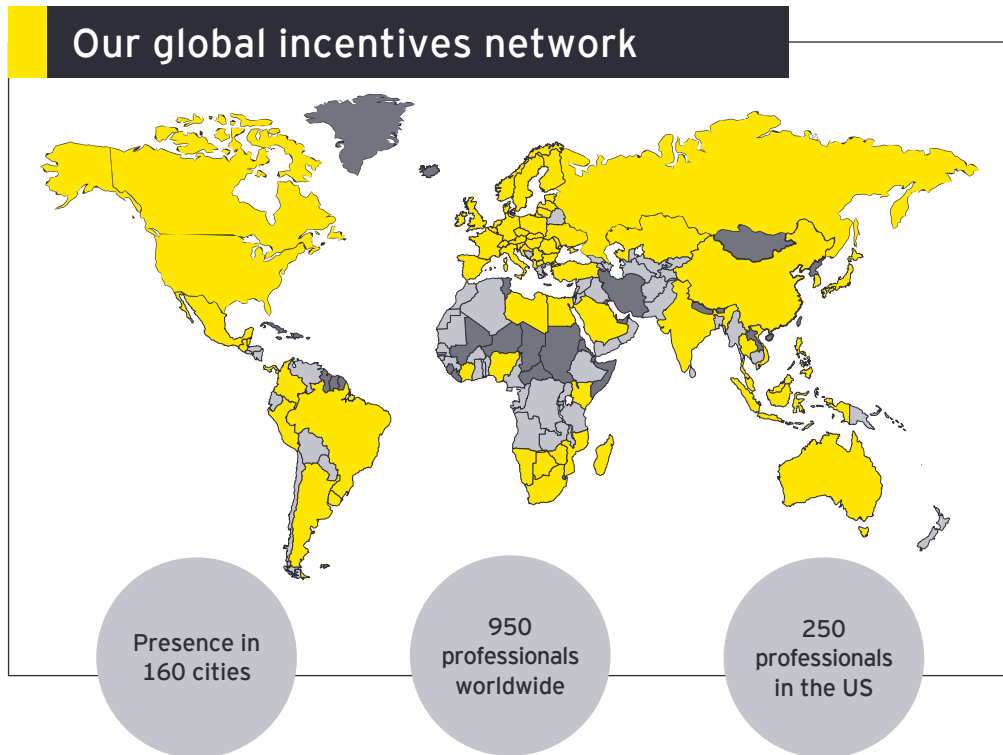 Our global incentives network
Presence in
160 cities
950
professionals
worldwide
250
professionals
in the US